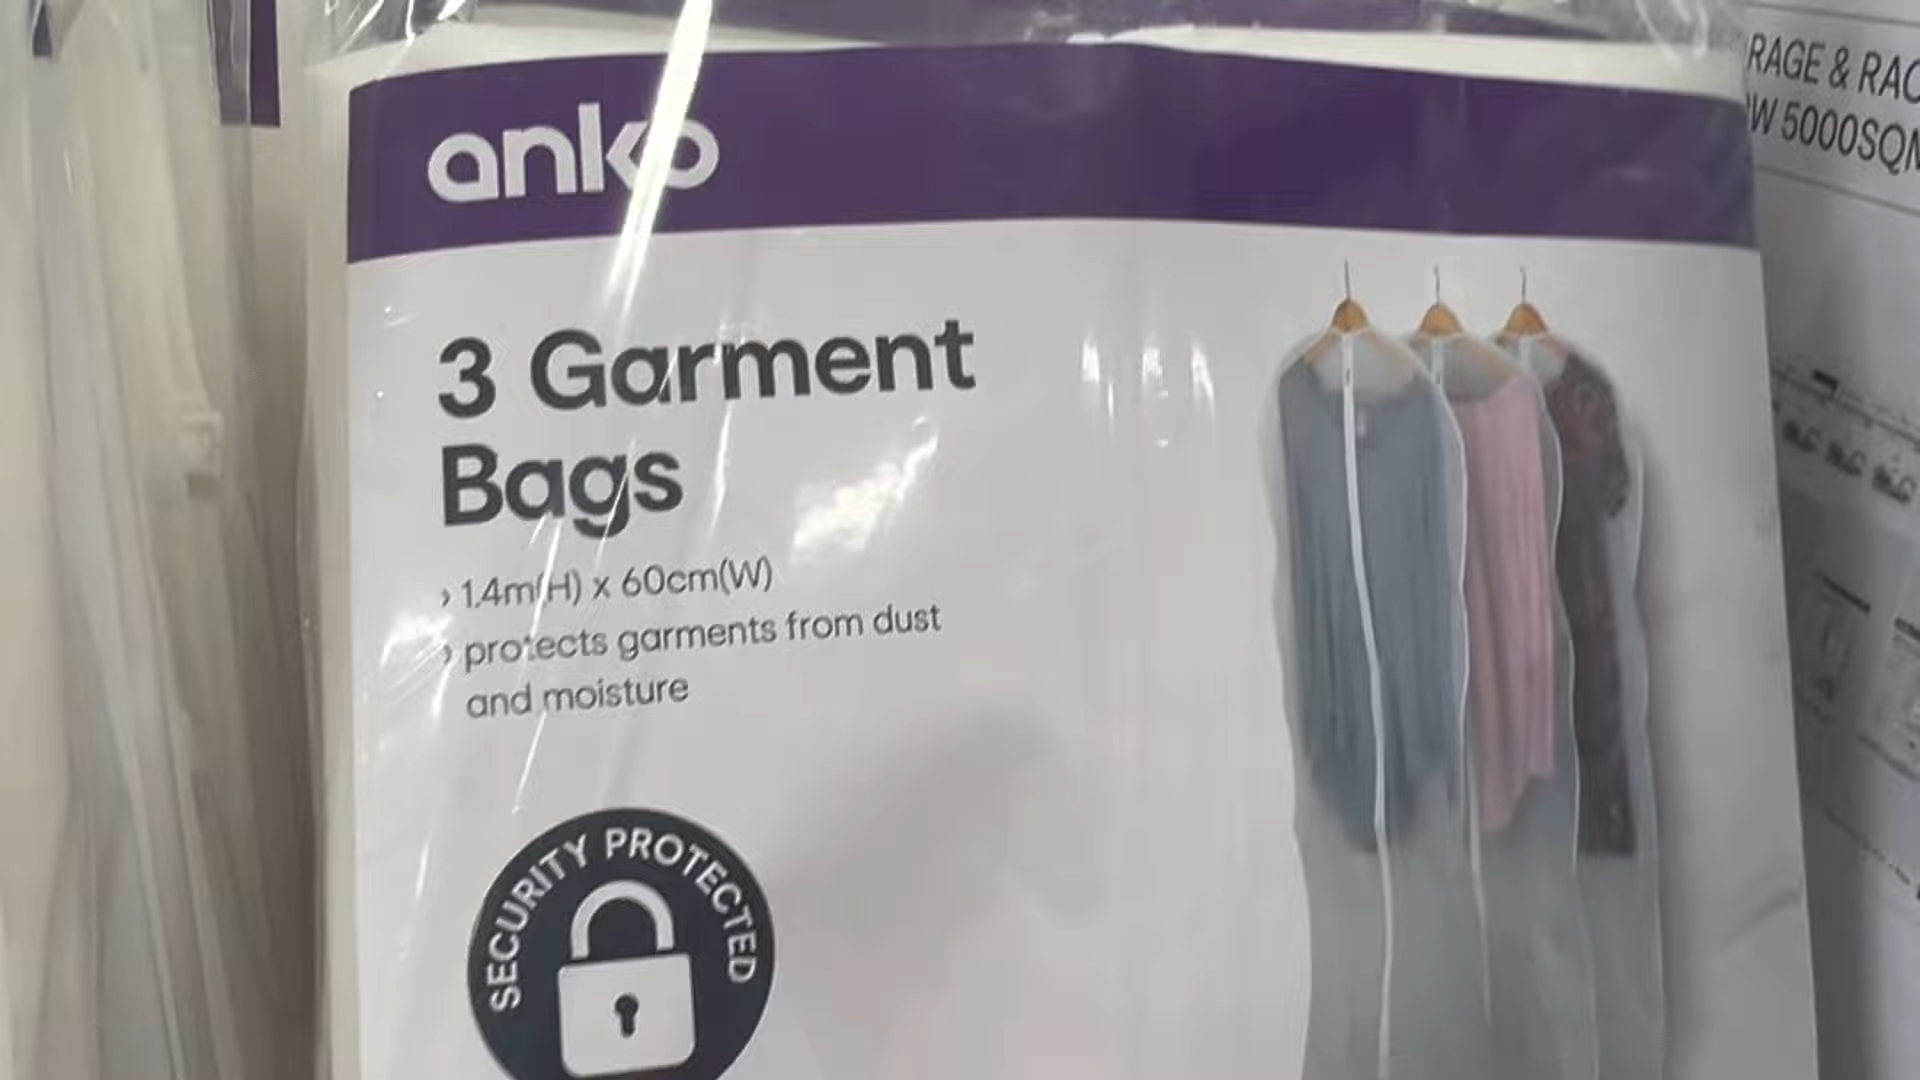 anko
3 Garment
Bags
› 1.4m(H) x 60cm(W)
› protects garments from dust
and moisture
SECURITY PROTECTED
RAGE & RAC
W 5000SQM